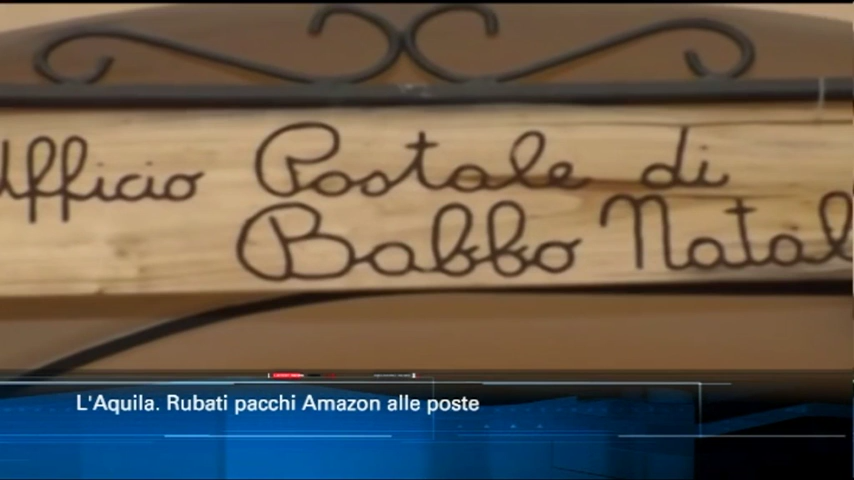 Ufficio Postale di
Babbo Natal
L'Aquila. Rubati pacchi Amazon alle poste